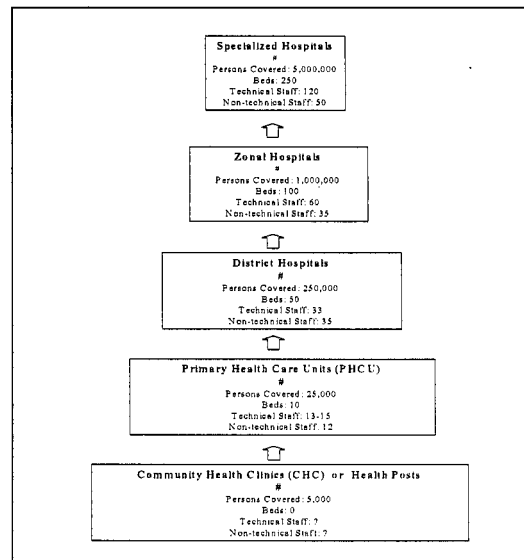 Specialized Hospitals
#
Persons Covered: 5,000,000
Beds: 250
Technical Staff: 120
Non-technical Staff: 50
Zonal Hospitals
#
Persons Covered: 1,000,000
Beds: 100
Technical Staff: 60
Non-technical Staff: 35
District Hospitals
#
Persons Covered: 250,000
Beds: 50
Technical Staff: 33
Non-technical Staff: 35
Primary Health Care Units (PHCU)
#
Persons Covered: 25,000
Beds: 10
Technical Staff: 13-15
Non-technical Staff: 12
Community Health Clinics (CHC) or Health Posts
#
Persons Covered: 5,000
Beds: 0
Technical Staff: ?
Non-technical Staff: ?